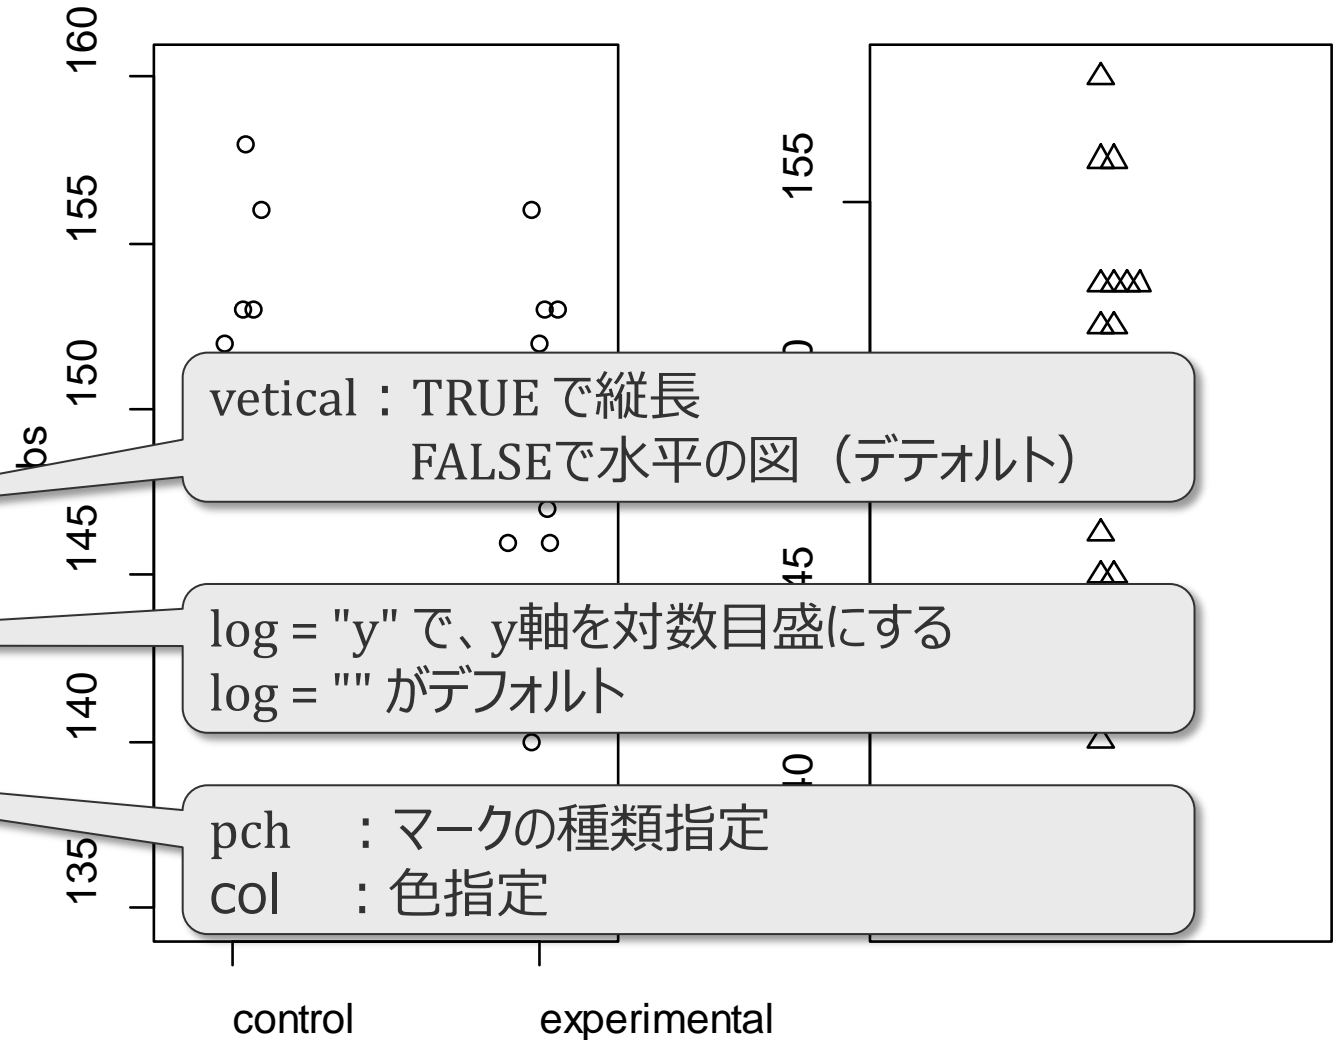 160
155
150
bs
145
140
135
control
experimental
155
45
40
vetical：TRUE で縦長
FALSEで水平の図（デテォルト）
log = "y" で、y軸を対数目盛にする
log = "" がデフォルト
pch ：マークの種類指定
col ：色指定